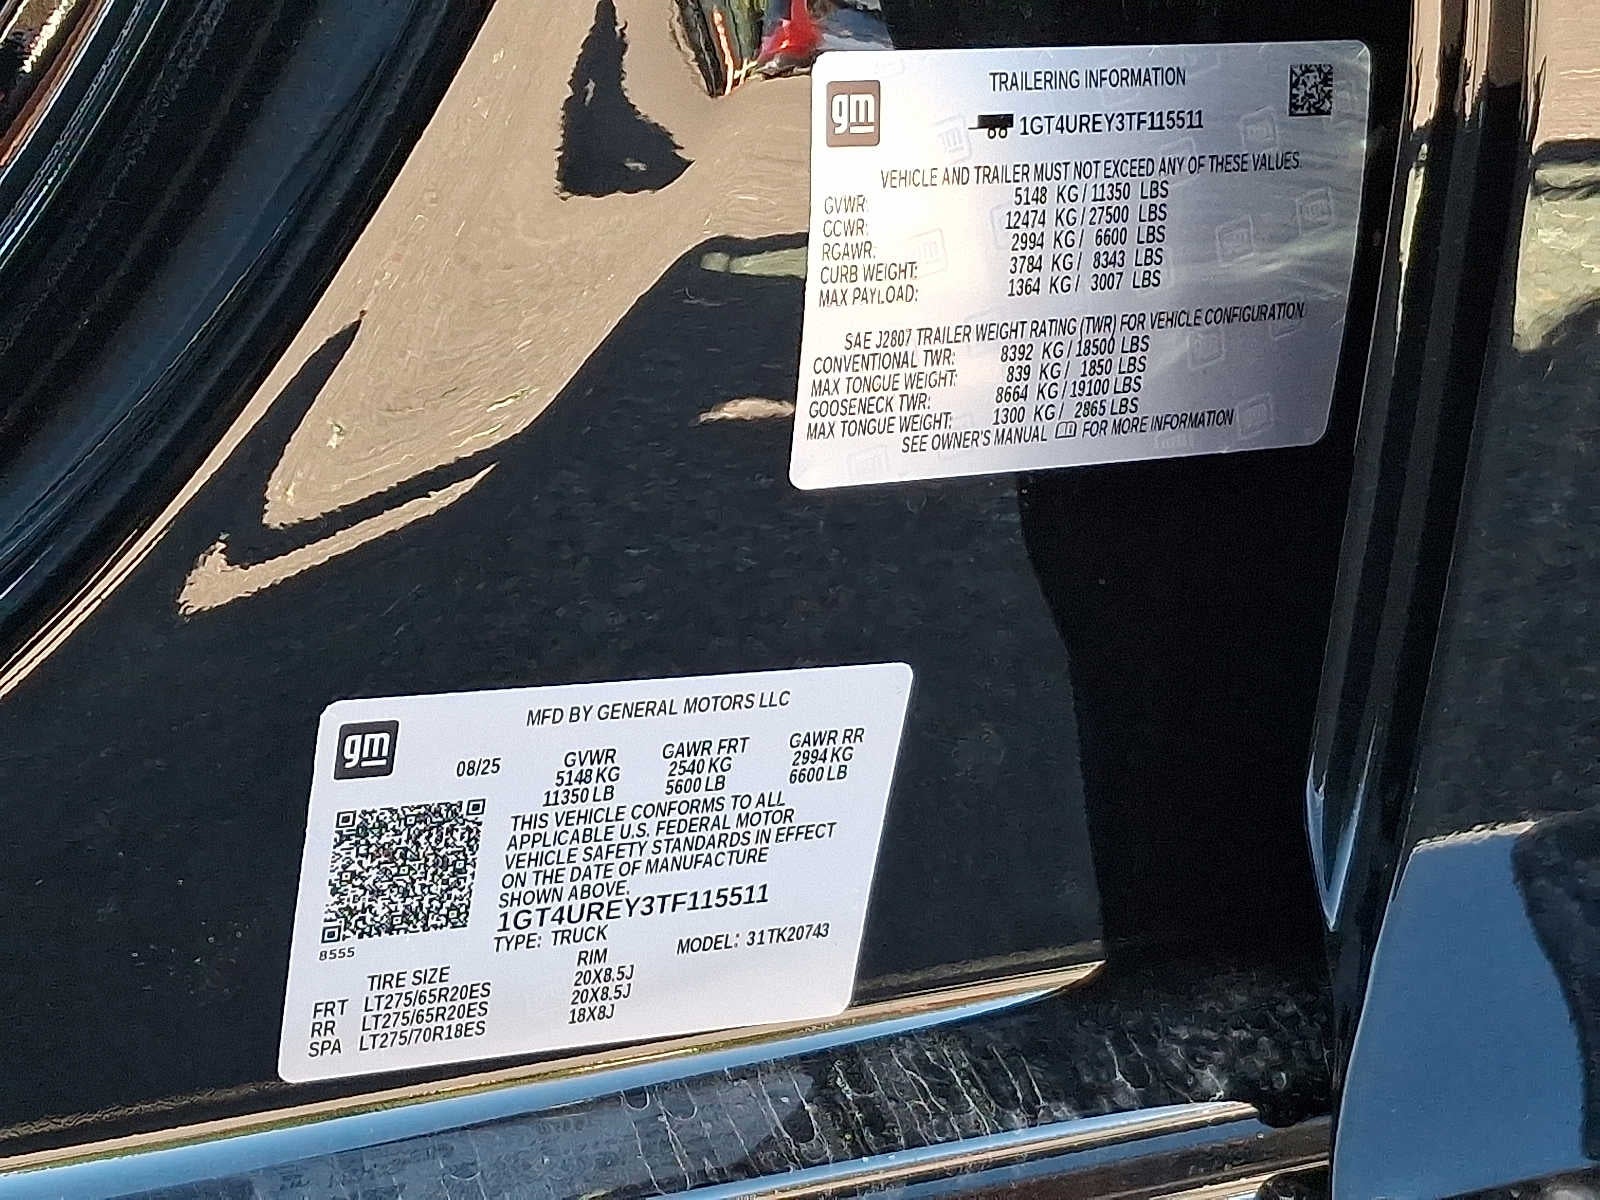 gm
TRAILERING INFORMATION
1GT4UREY3TF115511
VEHICLE AND TRAILER MUST NOT EXCEED ANY OF THESE VALUES.
GVWR: 5148 KG / 11350 LBS
GCWR: 12474 KG / 27500 LBS
RGAWR: 2994 KG / 6600 LBS
CURB WEIGHT: 3784 KG / 8343 LBS
MAX PAYLOAD: 1364 KG / 3007 LBS
SAE J2807 TRAILER WEIGHT RATING (TWR) FOR VEHICLE CONFIGURATION
CONVENTIONAL TWR: 8392 KG / 18500 LBS
MAX TONGUE WEIGHT: 839 KG / 1850 LBS
GOOSENECK TWR: 8664 KG / 19100 LBS
MAX TONGUE WEIGHT: 1300 KG / 2865 LBS
SEE OWNER'S MANUAL FOR MORE INFORMATION
gm
MFD BY GENERAL MOTORS LLC
08/25 GVWR GAWR FRT GAWR RR
5148 KG 2540 KG 2994 KG
11350 LB 5600 LB 6600 LB
THIS VEHICLE CONFORMS TO ALL
APPLICABLE U.S. FEDERAL MOTOR
VEHICLE SAFETY STANDARDS IN EFFECT
ON THE DATE OF MANUFACTURE
SHOWN ABOVE.
1GT4UREY3TF115511
8555
TYPE: TRUCK MODEL: 31TK20743
TIRE SIZE RIM
FRT LT275/65R20ES 20X8.5J
RR LT275/65R20ES 20X8.5J
SPA LT275/70R18ES 18X8J